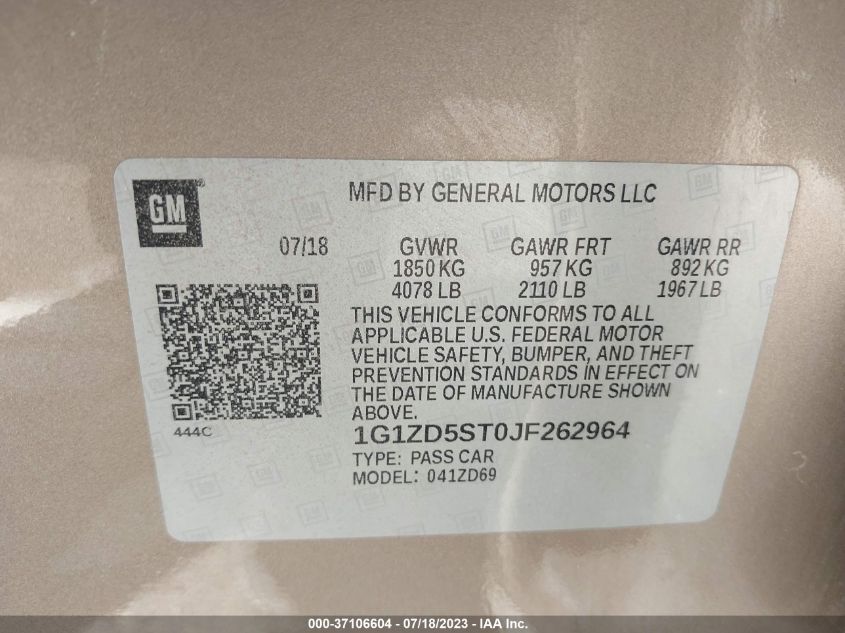 GM
MFD BY GENERAL MOTORS LLC
07/18 GVWR GAWR FRT GAWR RR
1850 KG 957 KG 892 KG
4078 LB 2110 LB 1967 LB
THIS VEHICLE CONFORMS TO ALL
APPLICABLE U.S. FEDERAL MOTOR
VEHICLE SAFETY, BUMPER, AND THEFT
PREVENTION STANDARDS IN EFFECT ON
THE DATE OF MANUFACTURE SHOWN
ABOVE.
444C
1G1ZD5ST0JF262964
TYPE: PASS CAR
MODEL: 041ZD69
000-37106604 - 07/18/2023 - IAA Inc.